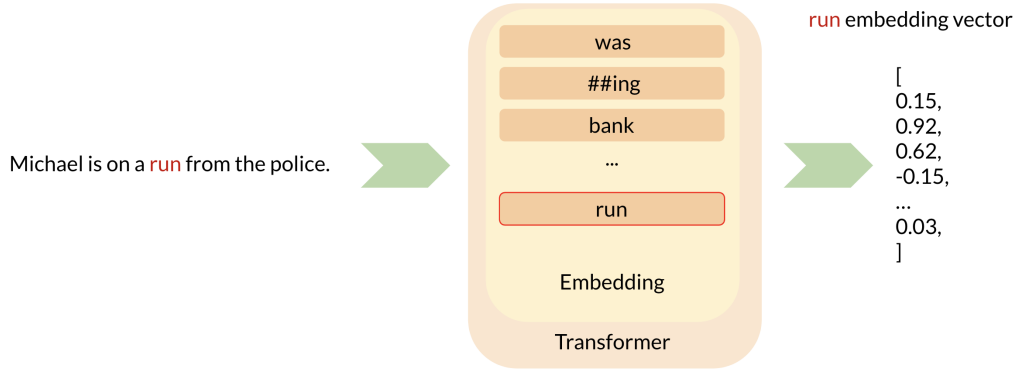 Michael is on a run from the police.
was
##ing
bank
...
run
Embedding
Transformer
run embedding vector
[
0.15,
0.92,
0.62,
-0.15,
...
0.03,
]